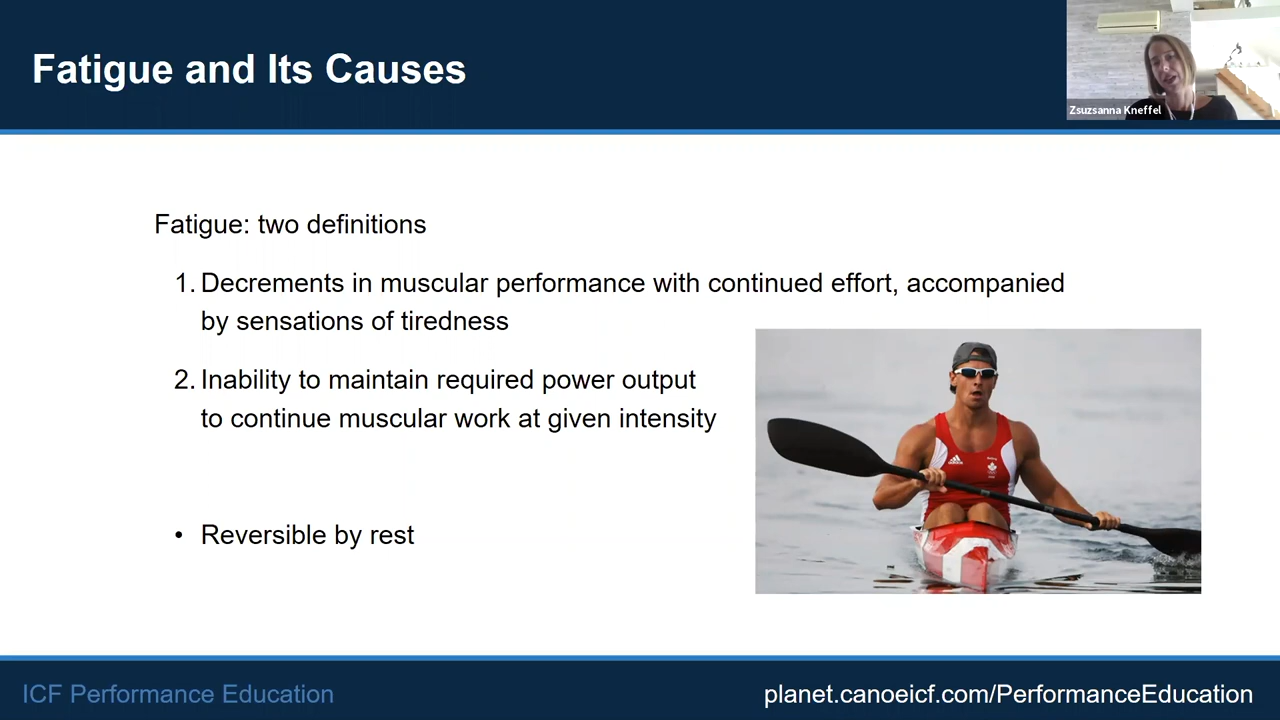 Fatigue and Its Causes
Zsuzsanna Kneffel
Fatigue: two definitions
1. Decrements in muscular performance with continued effort, accompanied
by sensations of tiredness
2. Inability to maintain required power output
to continue muscular work at given intensity
• Reversible by rest
ICF Performance Education
planet.canoeicf.com/PerformanceEducation